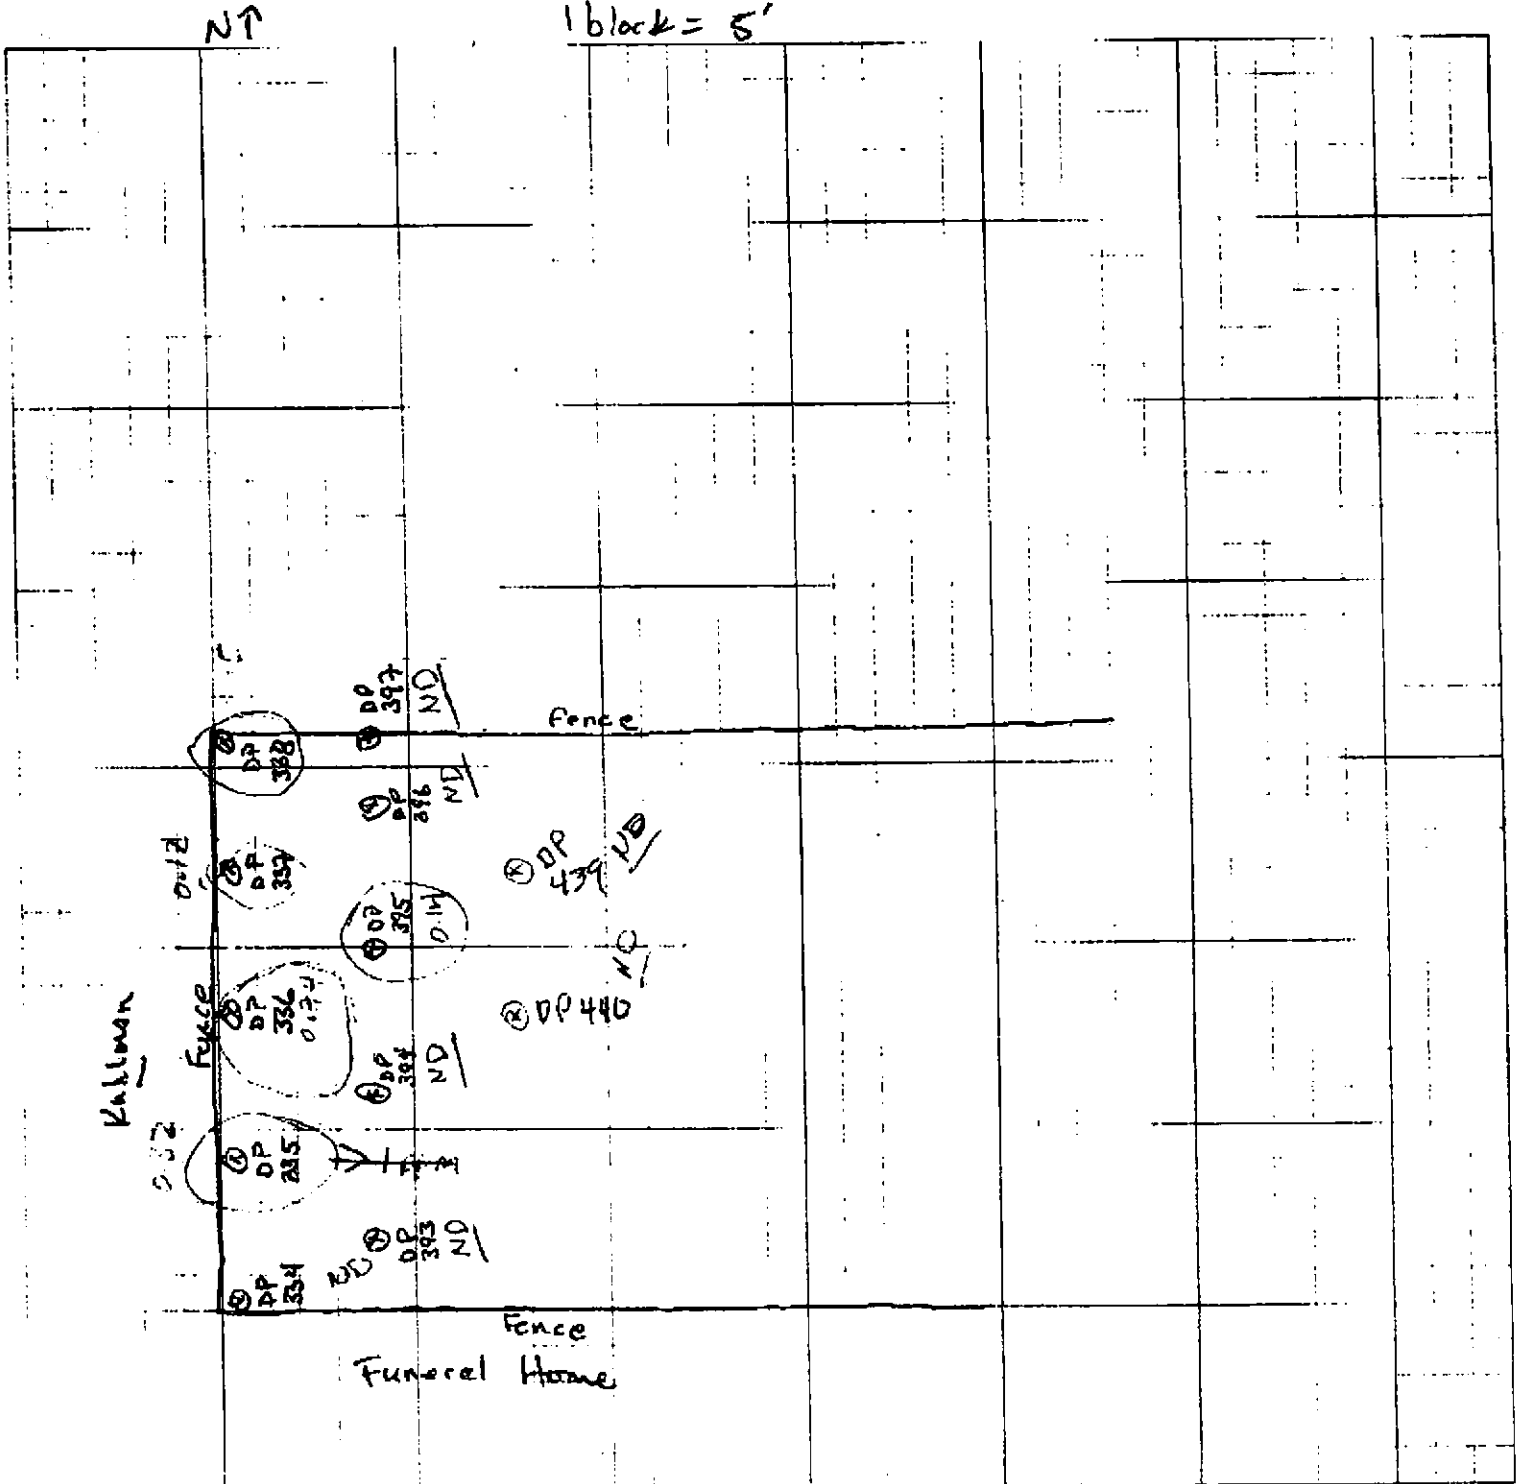 N↑
1 block = 5'
DP
397
ND
Fence
DP
338
DP
396
ND
0.12
DP
337
DP
439
ND
DP
395
0.14
ND
Kuhlman
Fence
DP
336
DP 440
DP
394
ND
DP
335
DP
393
ND
DP
334
ND
Fence
Funeral Home